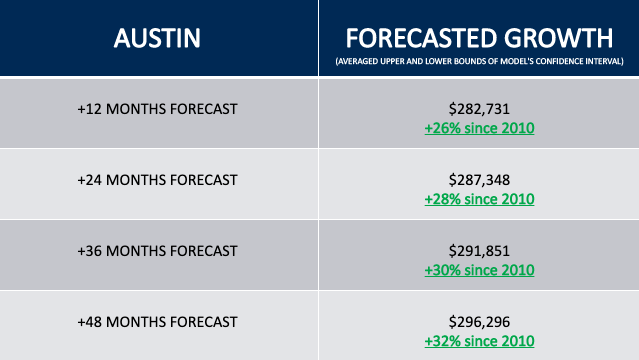 AUSTIN
FORECASTED GROWTH
(AVERAGED UPPER AND LOWER BOUNDS OF MODEL'S CONFIDENCE INTERVAL)
+12 MONTHS FORECAST
$282,731
+26% since 2010
+24 MONTHS FORECAST
$287,348
+28% since 2010
+36 MONTHS FORECAST
$291,851
+30% since 2010
+48 MONTHS FORECAST
$296,296
+32% since 2010